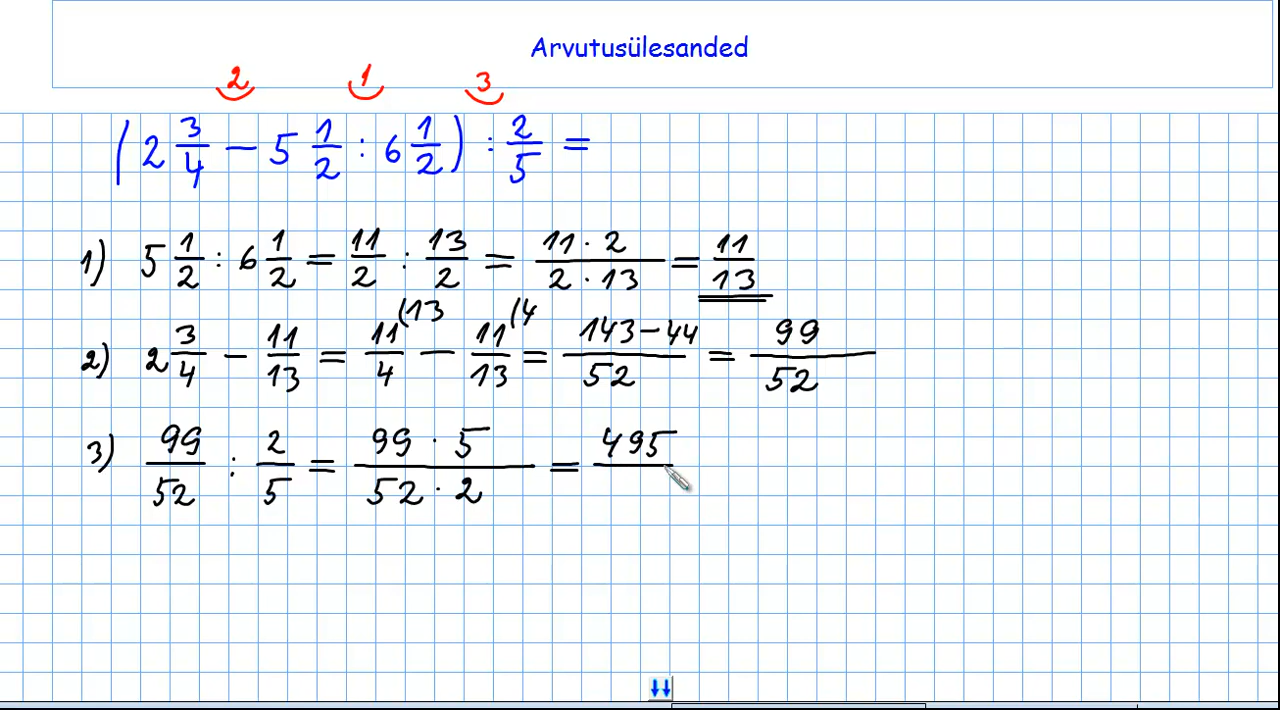 Arvutusülesanded
2 1 3
(2 3/4 - 5 1/2 : 6 1/2) : 2/5 =
1) 5 1/2 : 6 1/2 = 11/2 : 13/2 = 11 · 2 / 2 · 13 = 11/13
2) 2 3/4 - 11/13 = 11/4 (13 - 11/13 (4 = 143 - 44 / 52 = 99/52
3) 99/52 : 2/5 = 99 · 5 / 52 · 2 = 495